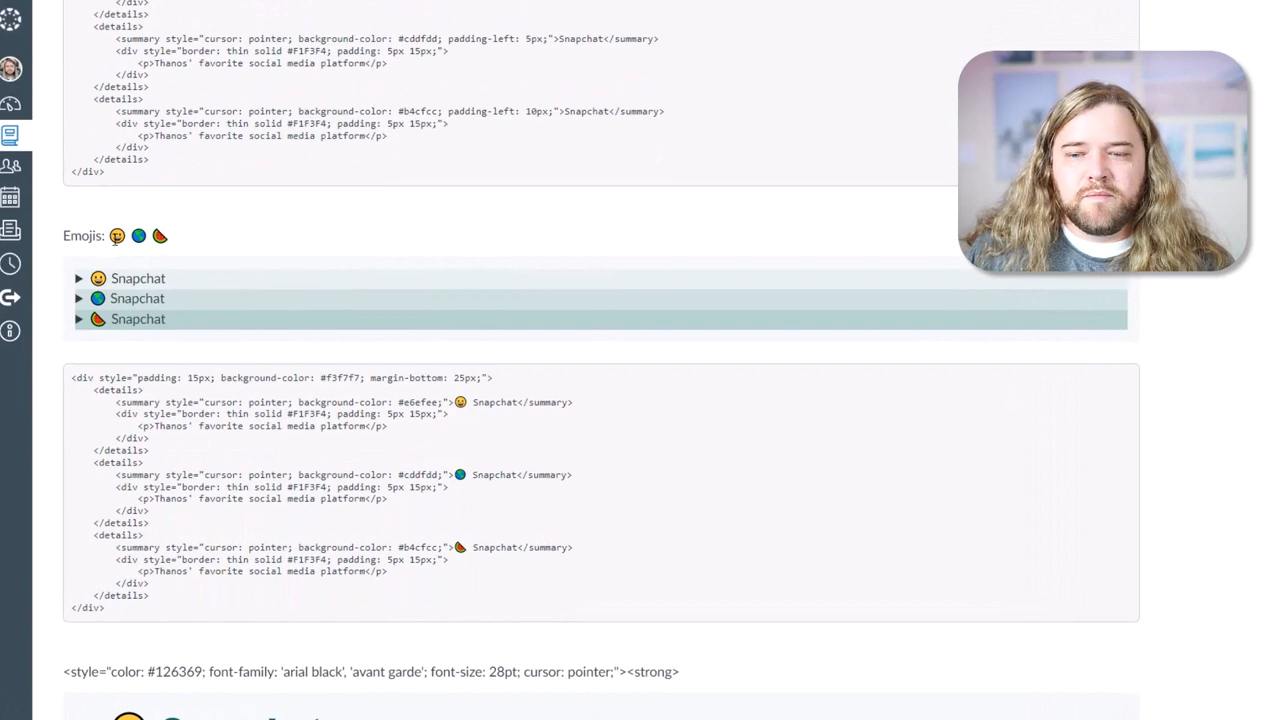 </div>
</details>
<details>
<summary style="cursor: pointer; background-color: #cddfdd; padding-left: 5px;">Snapchat</summary>
<div style="border: thin solid #F1F3F4; padding: 5px 15px;">
<p>Thanos' favorite social media platform</p>
</div>
</details>
<details>
<summary style="cursor: pointer; background-color: #b4cfcc; padding-left: 10px;">Snapchat</summary>
<div style="border: thin solid #F1F3F4; padding: 5px 15px;">
<p>Thanos' favorite social media platform</p>
</div>
</details>
</div>
Emojis: 😀 🌎 🍉
▶ 😀 Snapchat
▶ 🌎 Snapchat
▶ 🍉 Snapchat
<div style="padding: 15px; background-color: #f3f7f7; margin-bottom: 25px;">
<details>
<summary style="cursor: pointer; background-color: #e6efee;">😀 Snapchat</summary>
<div style="border: thin solid #F1F3F4; padding: 5px 15px;">
<p>Thanos' favorite social media platform</p>
</div>
</details>
<details>
<summary style="cursor: pointer; background-color: #cddfdd;">🌎 Snapchat</summary>
<div style="border: thin solid #F1F3F4; padding: 5px 15px;">
<p>Thanos' favorite social media platform</p>
</div>
</details>
<details>
<summary style="cursor: pointer; background-color: #b4cfcc;">🍉 Snapchat</summary>
<div style="border: thin solid #F1F3F4; padding: 5px 15px;">
<p>Thanos' favorite social media platform</p>
</div>
</details>
</div>
<style="color: #126369; font-family: 'arial black', 'avant garde'; font-size: 28pt; cursor: pointer;"><strong>